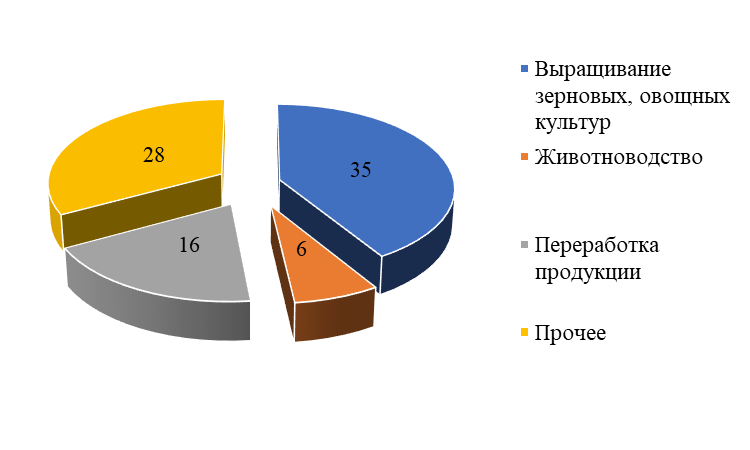 28
35
16
6
Выращивание
зерновых, овощных
культур
Животноводство
Переработка
продукции
Прочее